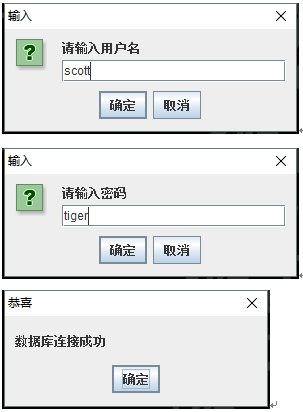 输入
请输入用户名
scott
确定 取消
输入
请输入密码
tiger
确定 取消
恭喜
数据库连接成功
确定